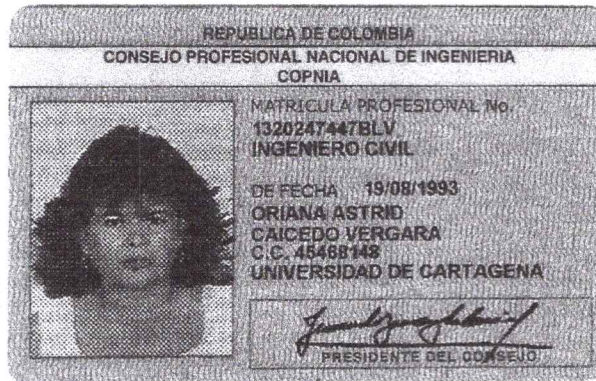 REPUBLICA DE COLOMBIA
CONSEJO PROFESIONAL NACIONAL DE INGENIERIA
COPNIA
MATRICULA PROFESIONAL No.
1320247447BLV
INGENIERO CIVIL
DE FECHA 19/08/1993
ORIANA ASTRID
CAICEDO VERGARA
C.C. 45468148
UNIVERSIDAD DE CARTAGENA
PRESIDENTE DEL CONSEJO